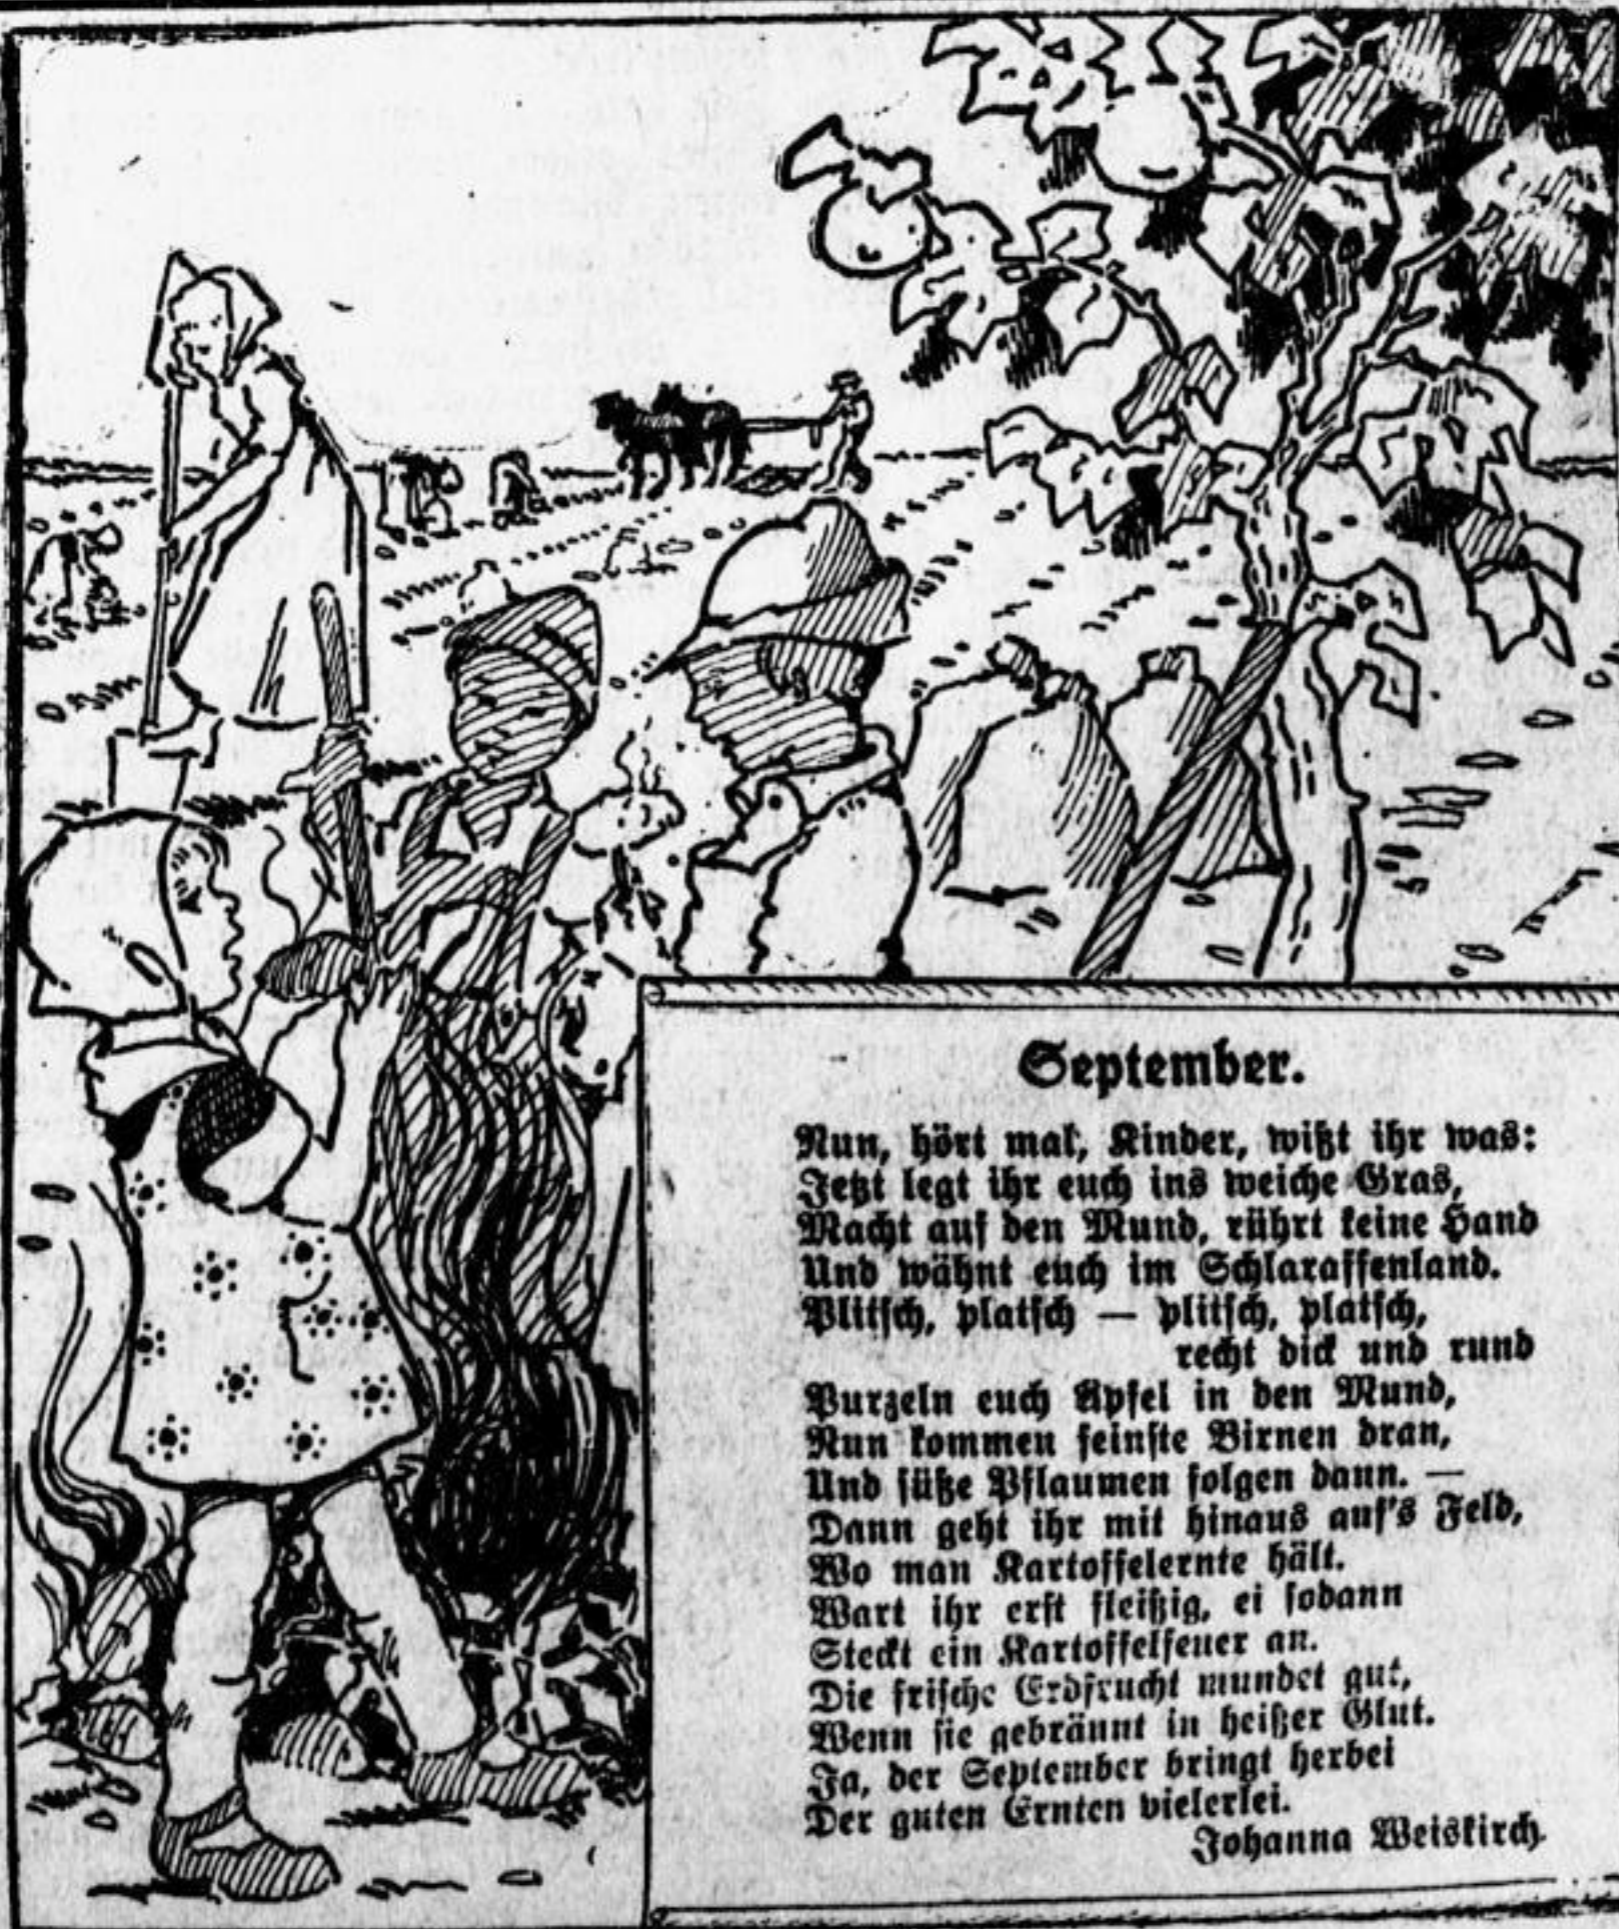 September.
Nun, hört mal, Kinder, wißt ihr was:
Jetzt legt ihr euch ins weiche Gras,
Macht auf den Mund, rührt keine Hand
Und wähnt euch im Schlaraffenland.
Plitsch, platsch — plitsch, platsch,
recht dick und rund
Purzeln euch Äpfel in den Mund,
Nun kommen feinste Birnen dran,
Und süße Pflaumen folgen dann. —
Dann geht ihr mit hinaus auf's Feld,
Wo man Kartoffelernte hält.
Wart ihr erst fleißig, ei sodann
Steckt ein Kartoffelfeuer an.
Die frische Erdfrucht mundet gut,
Wenn sie gebräunt in heißer Glut.
Ja, der September bringt herbei
Der guten Ernten vielerlei.
Johanna Weiskirch.